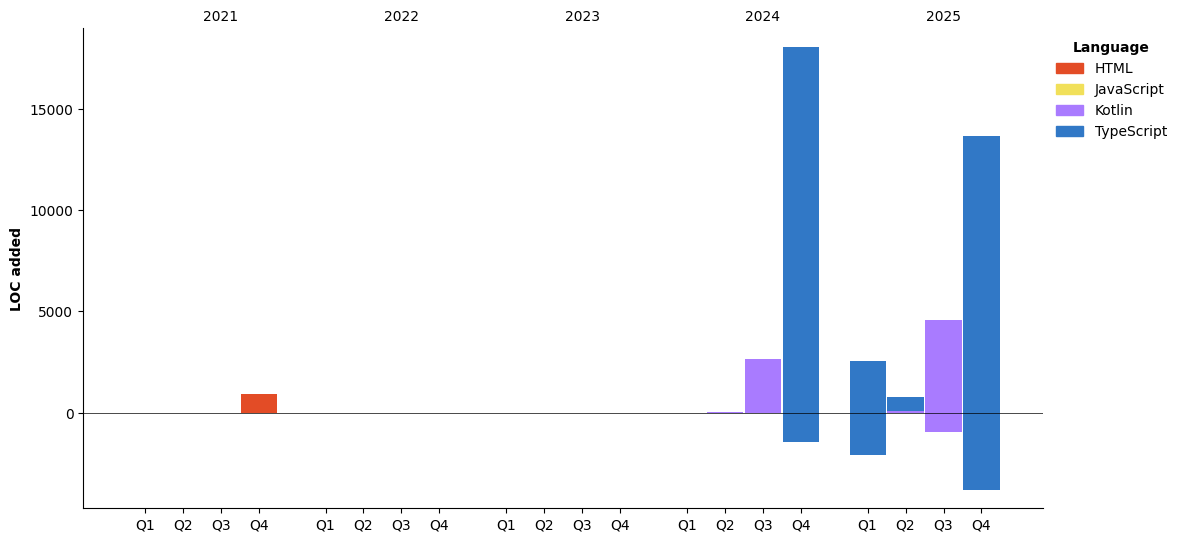 2021 2022 2023 2024 2025
Language
HTML
JavaScript
Kotlin
TypeScript
LOC added
15000
10000
5000
0
Q1 Q2 Q3 Q4 Q1 Q2 Q3 Q4 Q1 Q2 Q3 Q4 Q1 Q2 Q3 Q4 Q1 Q2 Q3 Q4